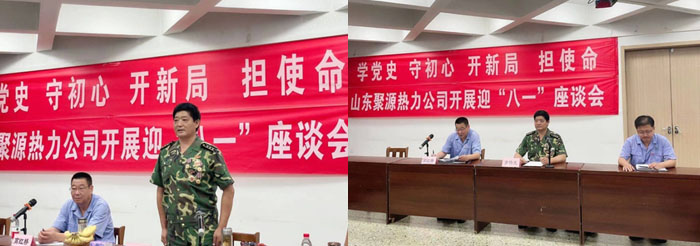 党史 守初心 开新局 担使命
聚源热力公司开展迎“八一”座谈会
学党史 守初心 开新局 担使命
山东聚源热力公司开展迎“八一”座谈会